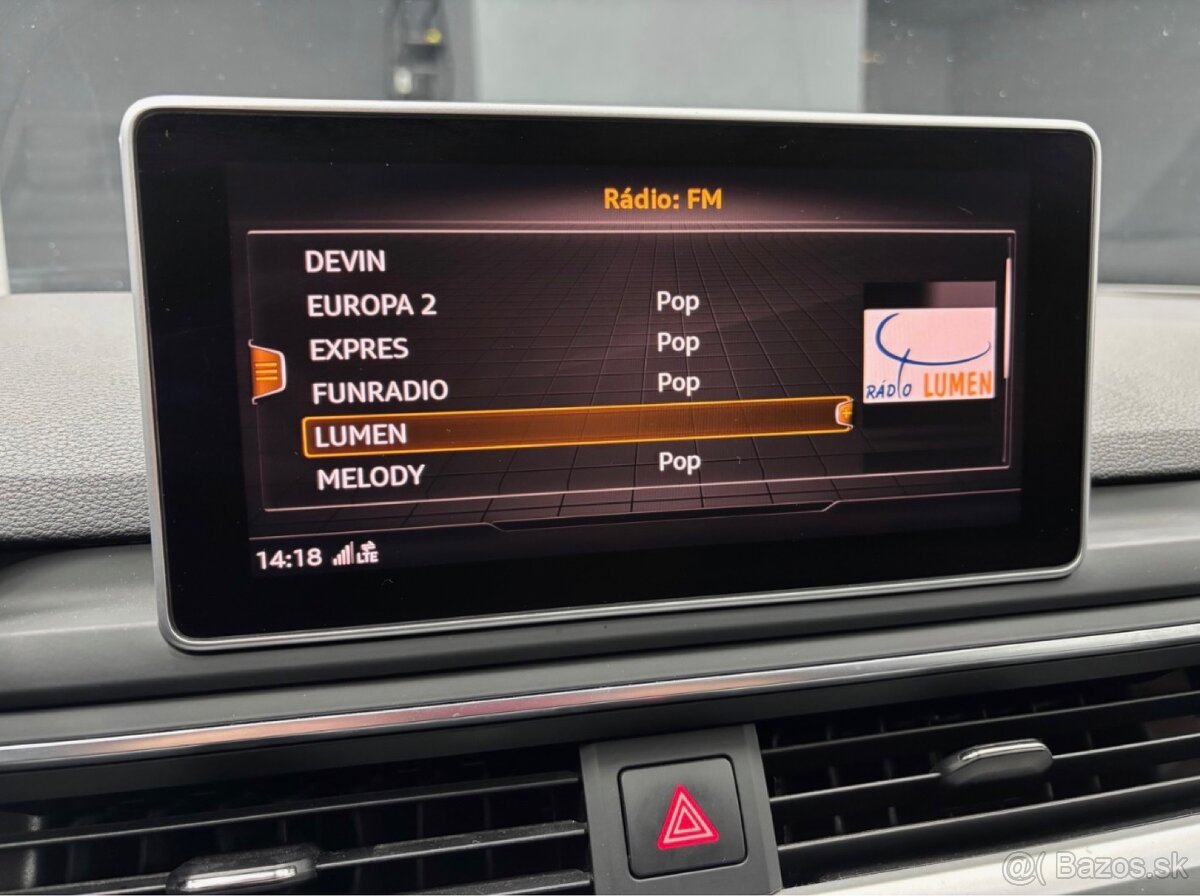 Rádio: FM
DEVIN
EUROPA 2 Pop
EXPRES Pop
FUNRADIO Pop
LUMEN
MELODY Pop
RÁDIO LUMEN
14:18 LTE
@( Bazos.sk